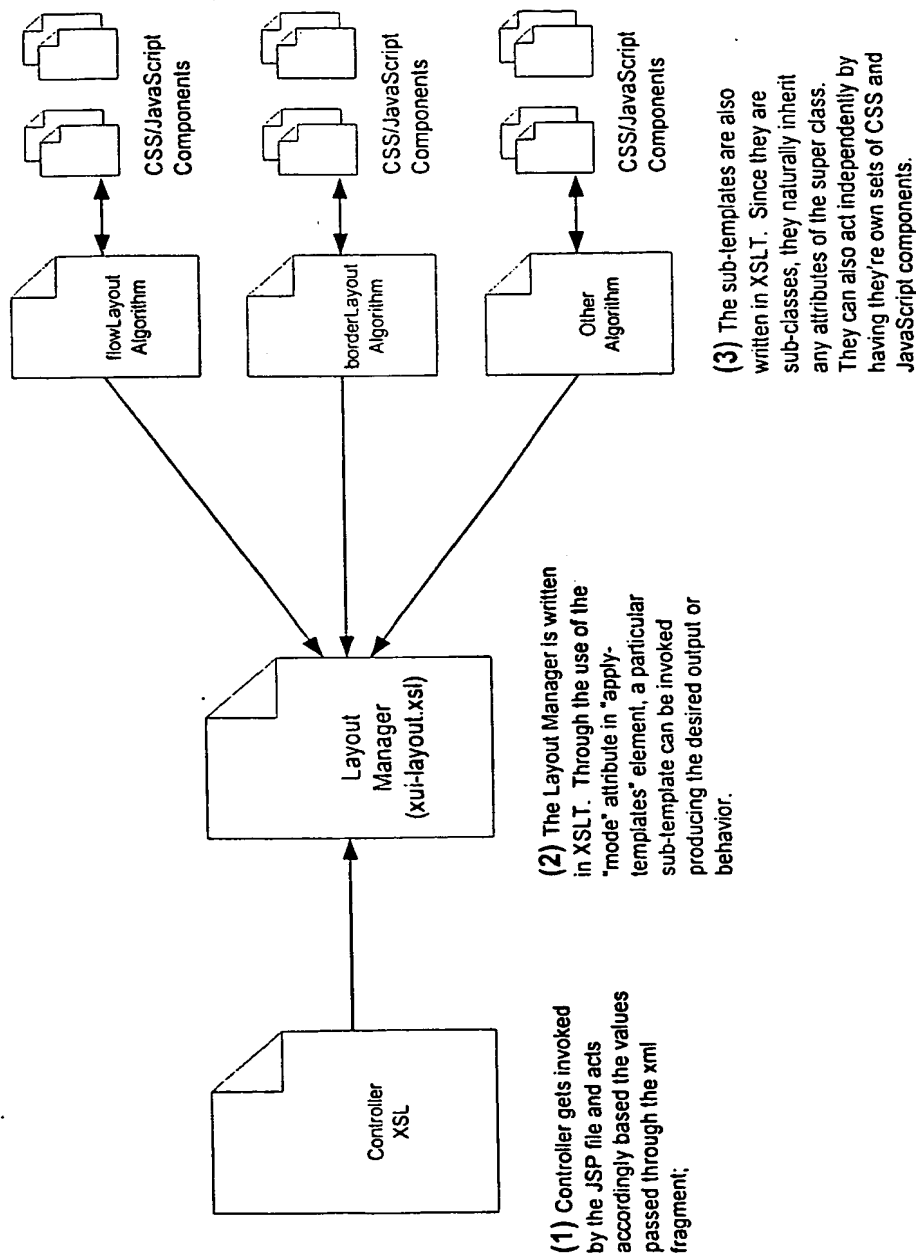 Controller
XSL
(1) Controller gets invoked
by the JSP file and acts
accordingly based the values
passed through the xml
fragment;
Layout
Manager
(xui-layout.xsl)
(2) The Layout Manager is written
in XSLT. Through the use of the
"mode" attribute in "apply-
templates" element, a particular
sub-template can be invoked
producing the desired output or
behavior.
flowLayout
Algorithm
CSS/JavaScript
Components
borderLayout
Algorithm
CSS/JavaScript
Components
Other
Algorithm
CSS/JavaScript
Components
(3) The sub-templates are also
written in XSLT. Since they are
sub-classes, they naturally inherit
any attributes of the super class.
They can also act independently by
having they're own sets of CSS and
JavaScript components.